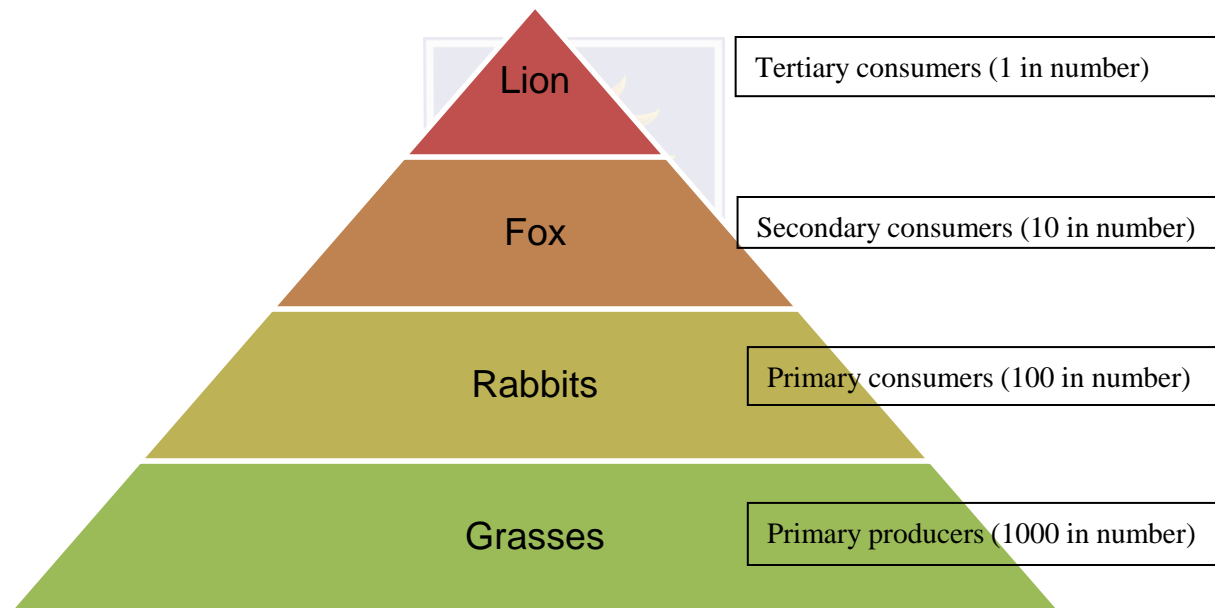 Lion
Tertiary consumers (1 in number)
Fox
Secondary consumers (10 in number)
Rabbits
Primary consumers (100 in number)
Grasses
Primary producers (1000 in number)